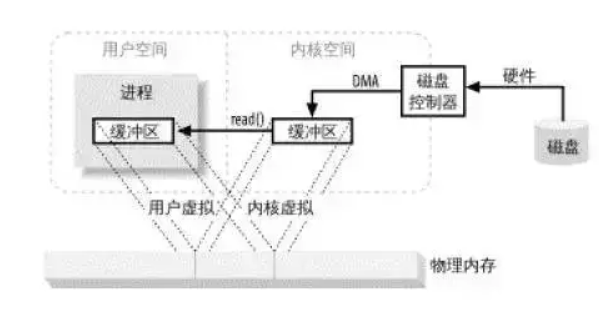 用户空间
内核空间
进程
缓冲区
read()
缓冲区
DMA
磁盘
控制器
硬件
磁盘
用户虚拟
内核虚拟
物理内存